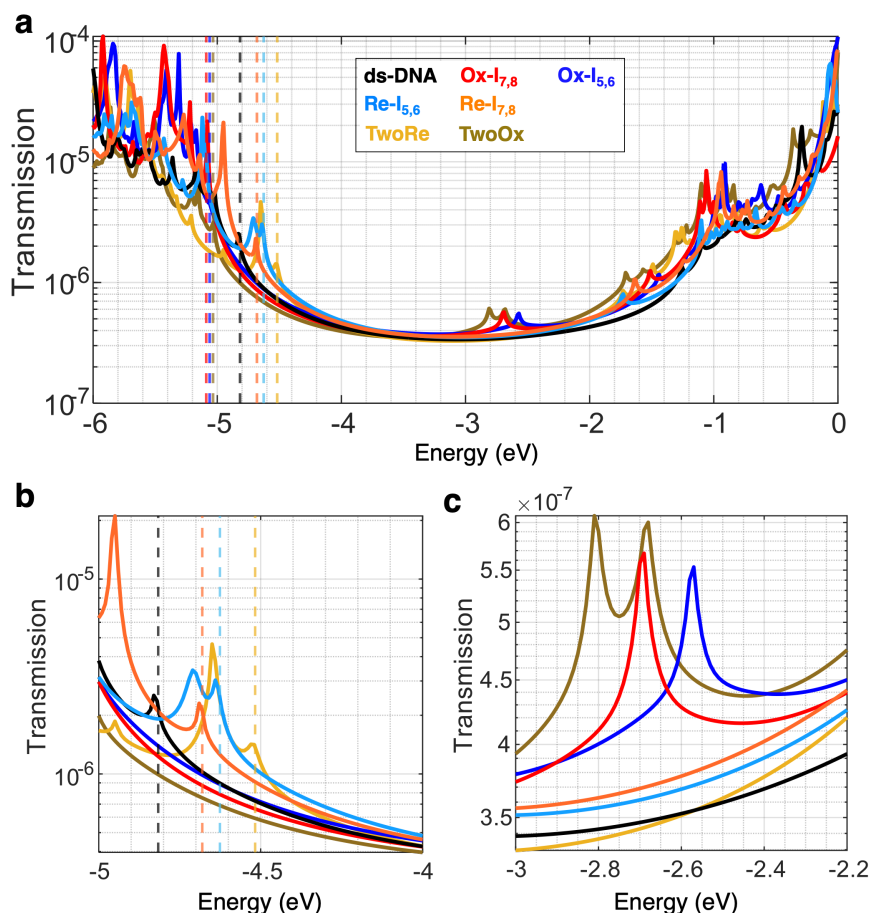 a
Transmission
10⁻⁴
10⁻⁵
10⁻⁶
10⁻⁷
ds-DNA Ox-I₇,₈ Ox-I₅,₆
Re-I₅,₆ Re-I₇,₈
TwoRe TwoOx
-6 -5 -4 -3 -2 -1 0
Energy (eV)
b
Transmission
10⁻⁵
10⁻⁶
-5 -4.5 -4
Energy (eV)
c
×10⁻⁷
Transmission
6
5.5
5
4.5
4
3.5
-3 -2.8 -2.6 -2.4 -2.2
Energy (eV)